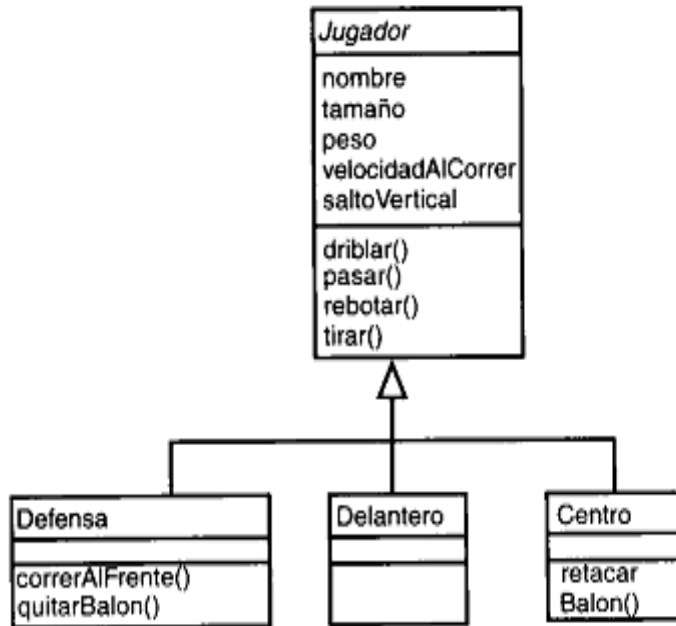 Jugador
nombre
tamaño
peso
velocidadAlCorrer
saltoVertical
driblar()
pasar()
rebotar()
tirar()
Defensa
correrAlFrente()
quitarBalon()
Delantero
Centro
retacar
Balon()